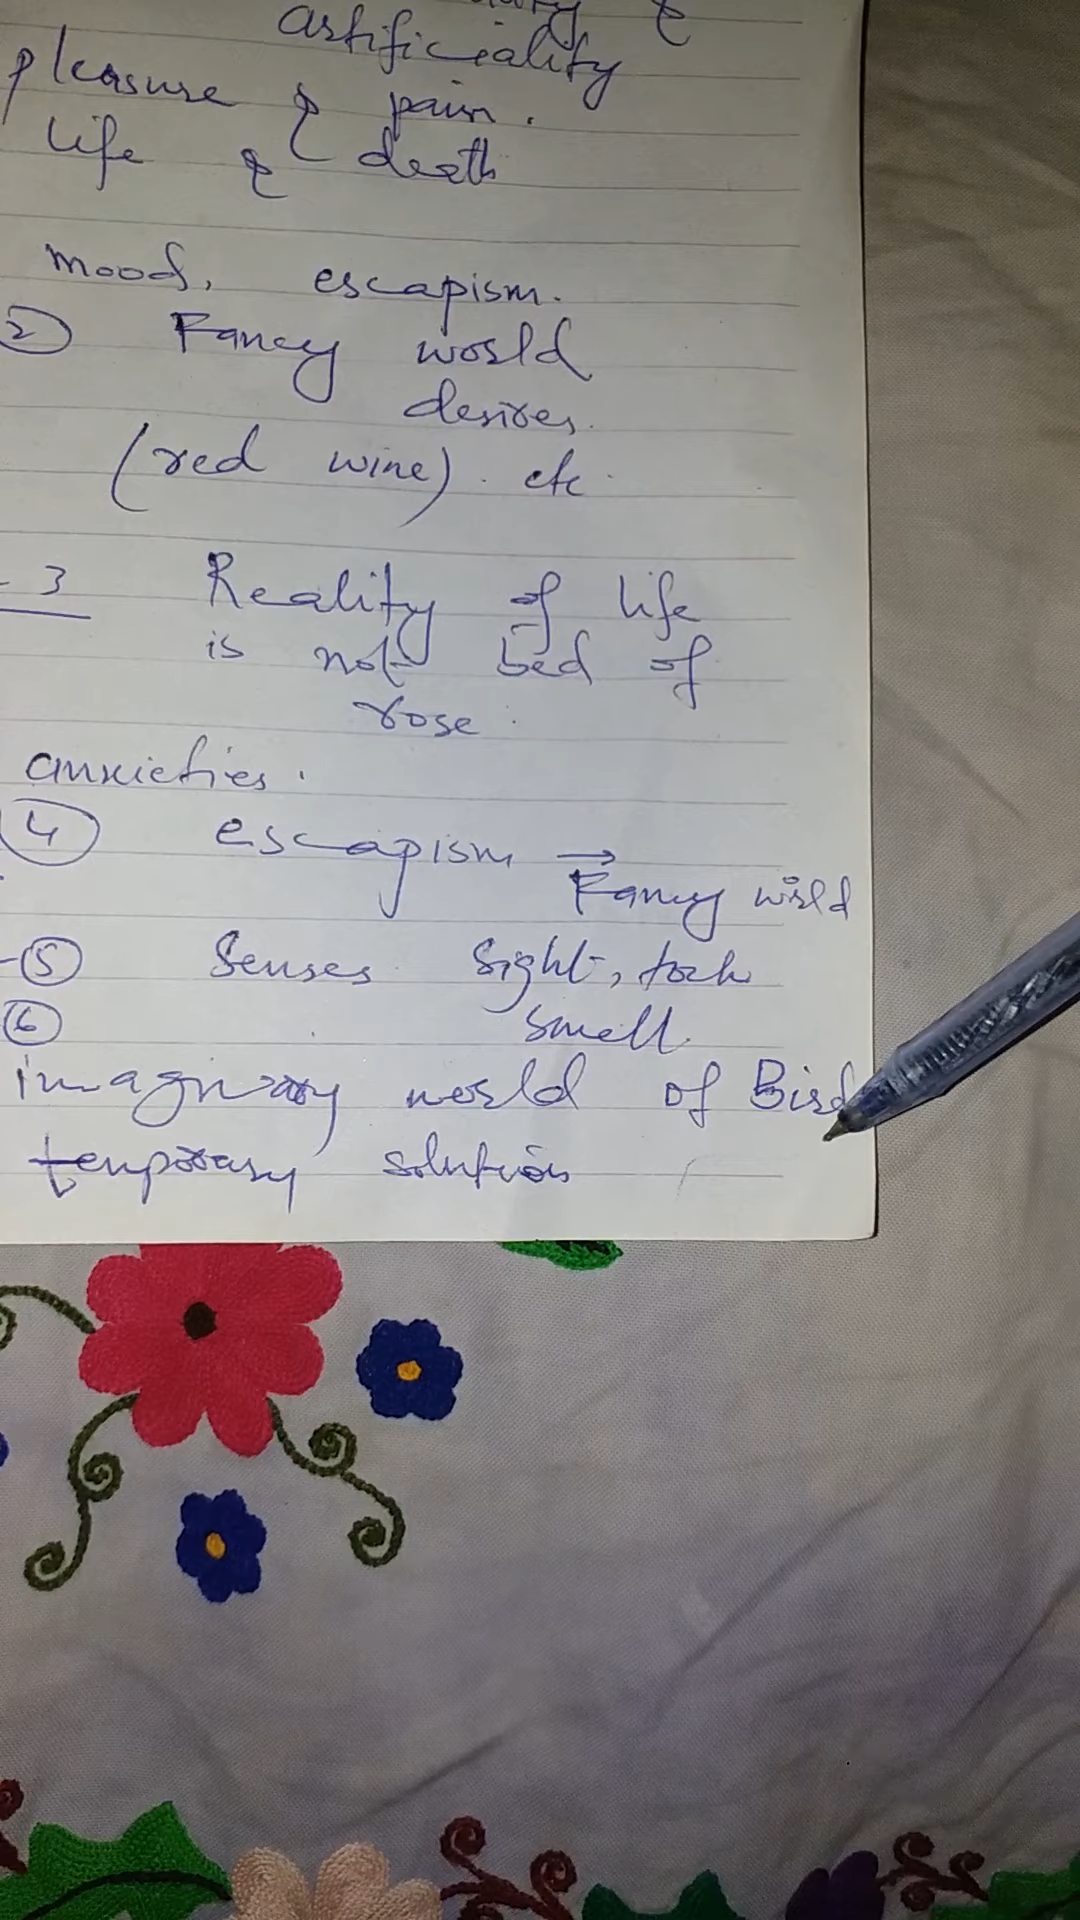 artificiality
pleasure & pain.
life & death
mood, escapism.
2 Fancy world
desires.
(red wine). etc.
- 3 Reality of life
is not bed of
rose.
anxieties.
4 escapism →
Fancy world
- 5 Senses Sight,
6 smell.
imaginary world of Bird
temporary solution